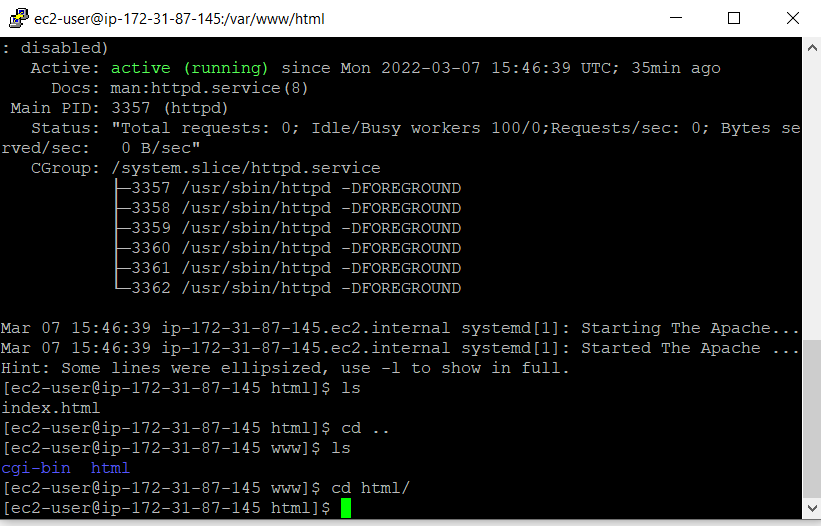 ec2-user@ip-172-31-87-145:/var/www/html
: disabled)
   Active: active (running) since Mon 2022-03-07 15:46:39 UTC; 35min ago
     Docs: man:httpd.service(8)
 Main PID: 3357 (httpd)
   Status: "Total requests: 0; Idle/Busy workers 100/0;Requests/sec: 0; Bytes se
rved/sec:   0 B/sec"
   CGroup: /system.slice/httpd.service
           ├─3357 /usr/sbin/httpd -DFOREGROUND
           ├─3358 /usr/sbin/httpd -DFOREGROUND
           ├─3359 /usr/sbin/httpd -DFOREGROUND
           ├─3360 /usr/sbin/httpd -DFOREGROUND
           ├─3361 /usr/sbin/httpd -DFOREGROUND
           └─3362 /usr/sbin/httpd -DFOREGROUND

Mar 07 15:46:39 ip-172-31-87-145.ec2.internal systemd[1]: Starting The Apache...
Mar 07 15:46:39 ip-172-31-87-145.ec2.internal systemd[1]: Started The Apache ...
Hint: Some lines were ellipsized, use -l to show in full.
[ec2-user@ip-172-31-87-145 html]$ ls
index.html
[ec2-user@ip-172-31-87-145 html]$ cd ..
[ec2-user@ip-172-31-87-145 www]$ ls
cgi-bin  html
[ec2-user@ip-172-31-87-145 www]$ cd html/
[ec2-user@ip-172-31-87-145 html]$